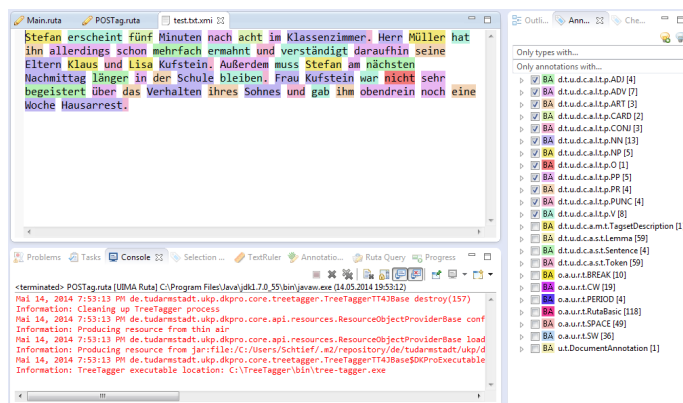 Main.ruta POSTag.ruta test.txt.xmi
Stefan erscheint fünf Minuten nach acht im Klassenzimmer. Herr Müller hat
ihn allerdings schon mehrfach ermahnt und verständigt daraufhin seine
Eltern Klaus und Lisa Kufstein. Außerdem muss Stefan am nächsten
Nachmittag länger in der Schule bleiben. Frau Kufstein war nicht sehr
begeistert über das Verhalten ihres Sohnes und gab ihm obendrein noch eine
Woche Hausarrest.
Problems Tasks Console Selection ... TestRuler Annotatio... Ruta Query Progress
<terminated> POSTag.ruta [UIMA Ruta] C:\Program Files\Java\jdk1.7.0_55\bin\javaw.exe (14.05.2014 19:53:12)
Mai 14, 2014 7:53:13 PM de.tudarmstadt.ukp.dkpro.core.treetagger.TreeTaggerTT4JBase destroy(157)
Information: Cleaning up TreeTagger process
Mai 14, 2014 7:53:13 PM de.tudarmstadt.ukp.dkpro.core.api.resources.ResourceObjectProviderBase conf
Information: Producing resource from thin air
Mai 14, 2014 7:53:13 PM de.tudarmstadt.ukp.dkpro.core.api.resources.ResourceObjectProviderBase load
Information: Producing resource from jar:file:/C:/Users/Schtief/.m2/repository/de/tudarmstadt/ukp/d
Mai 14, 2014 7:53:14 PM de.tudarmstadt.ukp.dkpro.core.treetagger.TreeTaggerTT4JBase$DKProExecutable
Information: TreeTagger executable location: C:\TreeTagger\bin\tree-tagger.exe
Outli... Ann... Che...
Only types with...
Only annotations with...
BA d.t.u.d.c.a.l.t.p.ADJ [4]
BA d.t.u.d.c.a.l.t.p.ADV [7]
BA d.t.u.d.c.a.l.t.p.ART [3]
BA d.t.u.d.c.a.l.t.p.CARD [2]
BA d.t.u.d.c.a.l.t.p.CONJ [3]
BA d.t.u.d.c.a.l.t.p.NN [13]
BA d.t.u.d.c.a.l.t.p.NP [5]
BA d.t.u.d.c.a.l.t.p.O [1]
BA d.t.u.d.c.a.l.t.p.PP [5]
BA d.t.u.d.c.a.l.t.p.PR [4]
BA d.t.u.d.c.a.l.t.p.PUNC [4]
BA d.t.u.d.c.a.l.t.p.V [8]
BA d.t.u.d.c.a.m.t.TagsetDescription [1
BA d.t.u.d.c.a.s.t.Lemma [59]
BA d.t.u.d.c.a.s.t.Sentence [4]
BA d.t.u.d.c.a.s.t.Token [59]
BA o.a.u.r.t.BREAK [10]
BA o.a.u.r.t.CW [19]
BA o.a.u.r.t.PERIOD [4]
BA o.a.u.r.t.RutaBasic [118]
BA o.a.u.r.t.SPACE [49]
BA o.a.u.r.t.SW [36]
BA u.t.DocumentAnnotation [1]